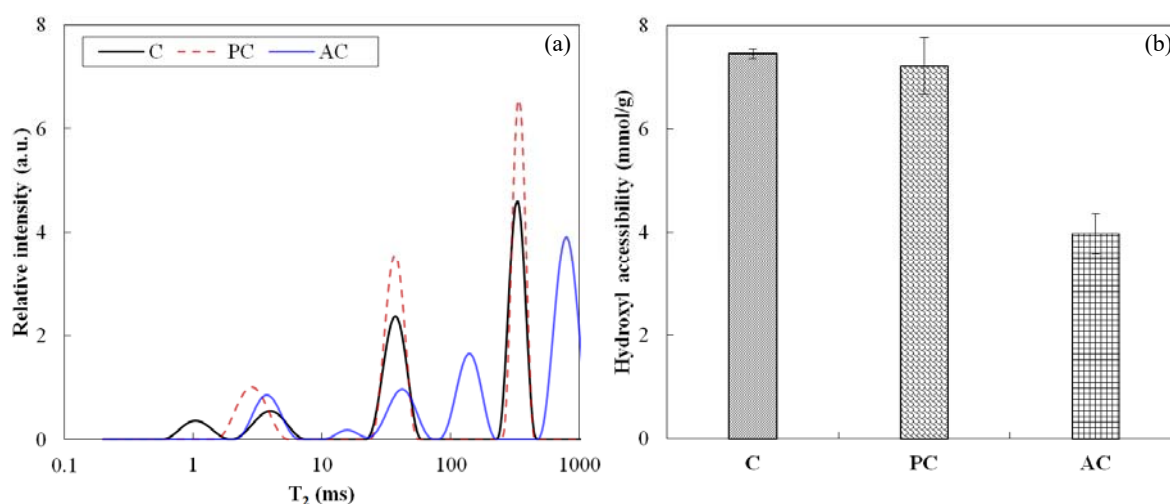 C PC AC (a)
Relative intensity (a.u.)
8
6
4
2
0
0.1 1 10 100 1000
T₂ (ms)
(b)
Hydroxyl accessibility (mmol/g)
8
6
4
2
0
C PC AC